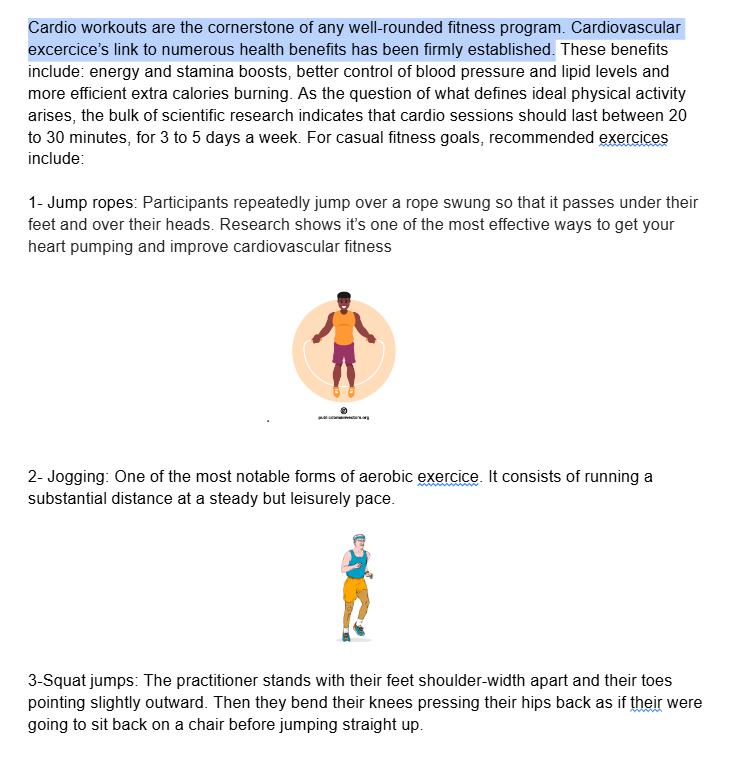 Cardio workouts are the cornerstone of any well-rounded fitness program. Cardiovascular
excercice’s link to numerous health benefits has been firmly established. These benefits
include: energy and stamina boosts, better control of blood pressure and lipid levels and
more efficient extra calories burning. As the question of what defines ideal physical activity
arises, the bulk of scientific research indicates that cardio sessions should last between 20
to 30 minutes, for 3 to 5 days a week. For casual fitness goals, recommended exercices
include:
1- Jump ropes: Participants repeatedly jump over a rope swung so that it passes under their
feet and over their heads. Research shows it’s one of the most effective ways to get your
heart pumping and improve cardiovascular fitness
publicdomainvectors.org
.
2- Jogging: One of the most notable forms of aerobic exercice. It consists of running a
substantial distance at a steady but leisurely pace.
3-Squat jumps: The practitioner stands with their feet shoulder-width apart and their toes
pointing slightly outward. Then they bend their knees pressing their hips back as if their were
going to sit back on a chair before jumping straight up.